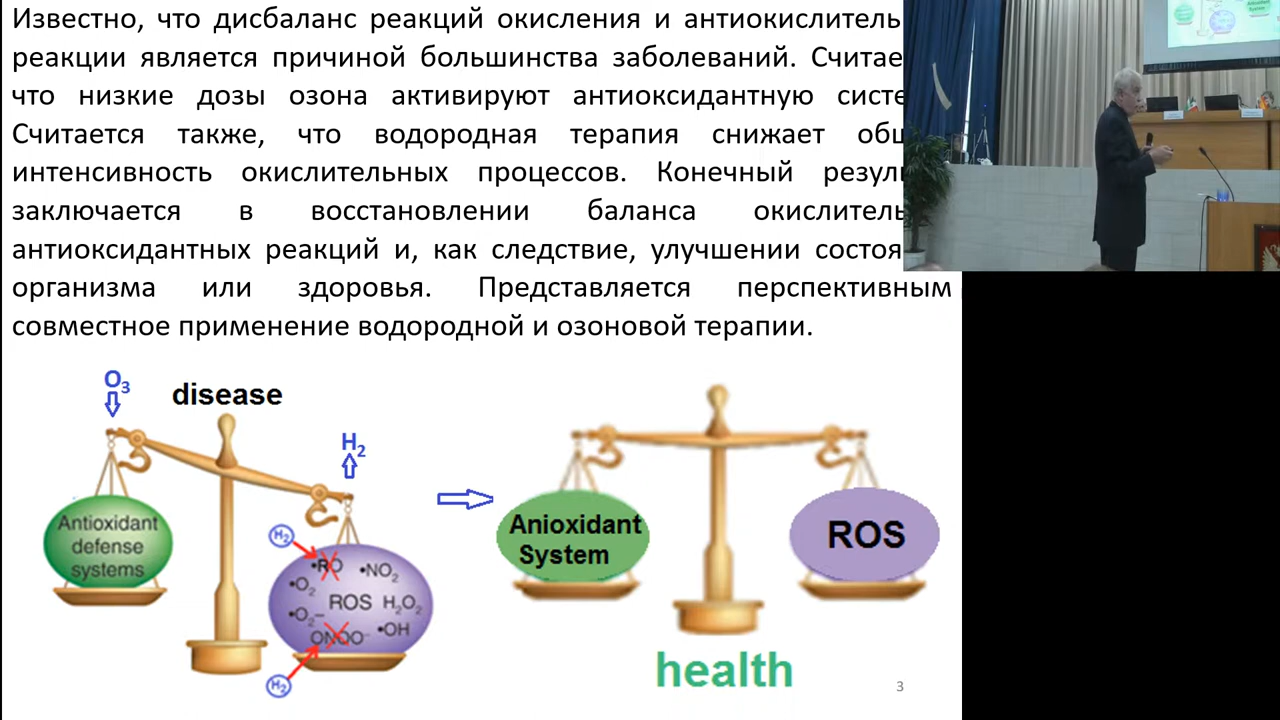 Известно, что дисбаланс реакций окисления и антиокислитель
реакции является причиной большинства заболеваний. Считае
что низкие дозы озона активируют антиоксидантную систе
Считается также, что водородная терапия снижает общ
интенсивность окислительных процессов. Конечный резуль
заключается в восстановлении баланса окислитель
антиоксидантных реакций и, как следствие, улучшении состоя
организма или здоровья. Представляется перспективным
совместное применение водородной и озоновой терапии.
O3
disease
H2
Antioxidant
defense
systems
H2
•RO •NO2
•O2
ROS H2O2
•O2–
•OH
ONOO–
H2
Anioxidant
System
ROS
health
3